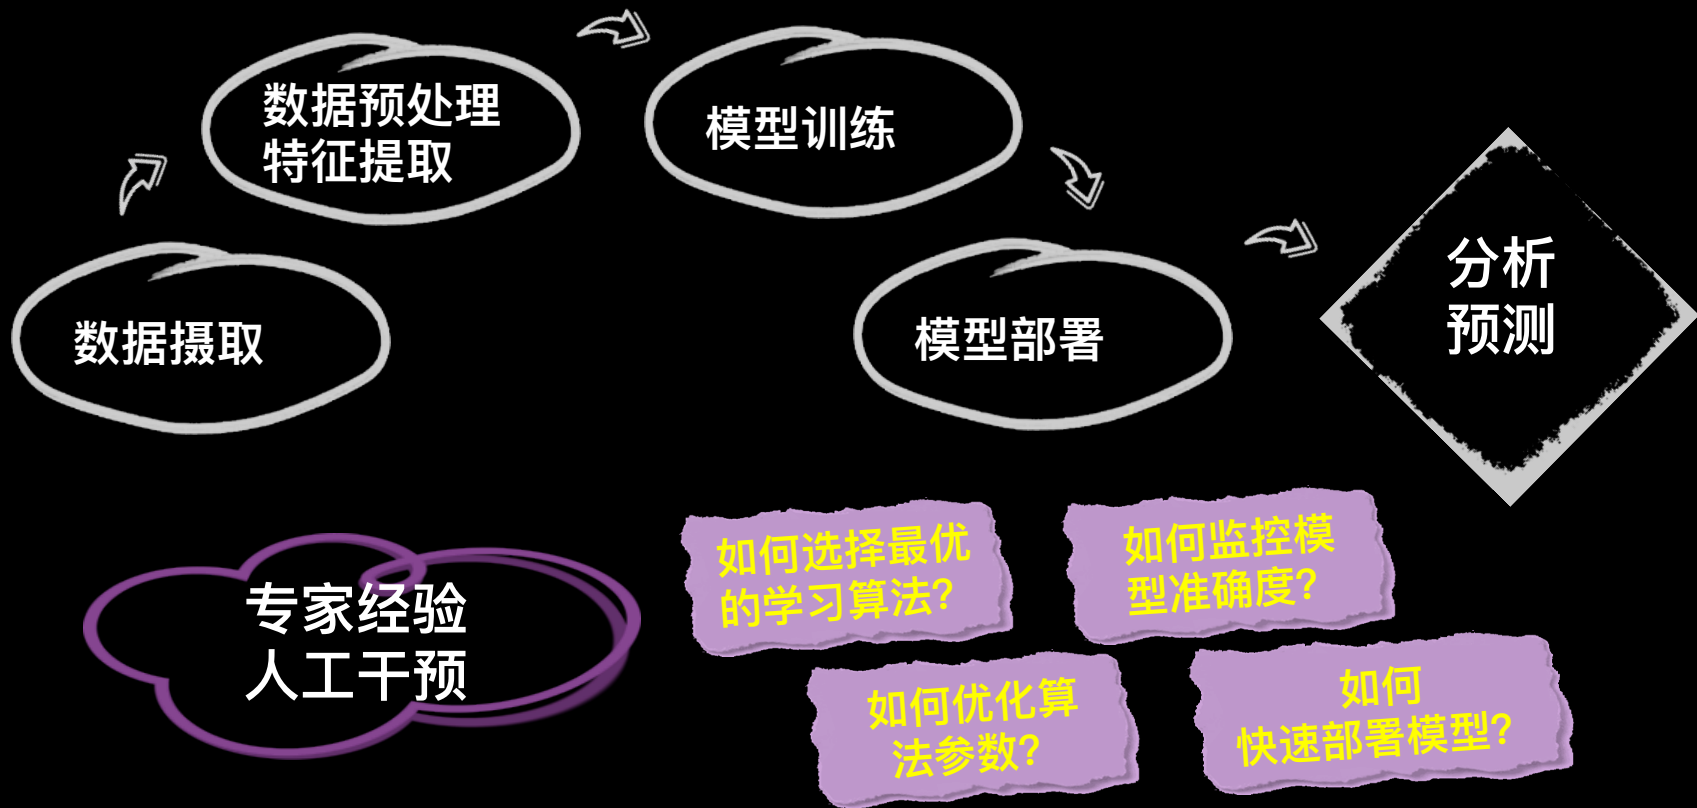 数据预处理
特征提取
模型训练
数据摄取
模型部署
分析
预测
专家经验
人工干预
如何选择最优
的学习算法?
如何监控模
型准确度?
如何优化算
法参数?
如何
快速部署模型?